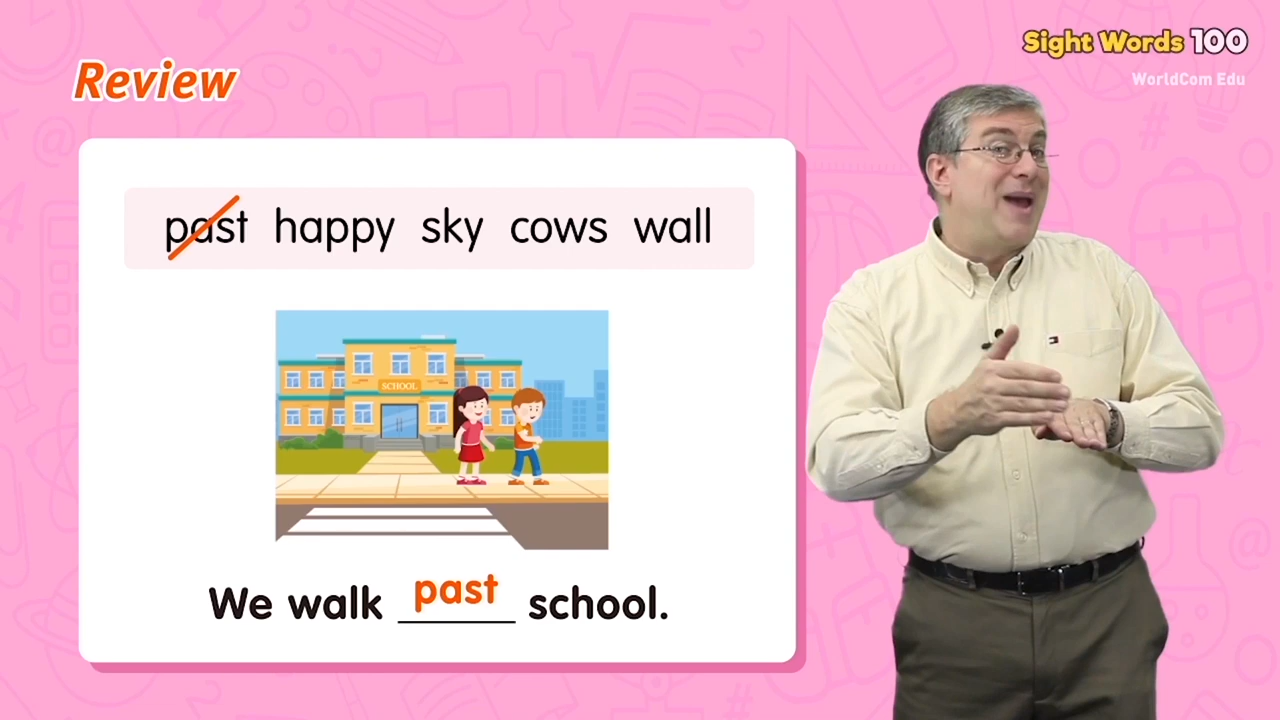 Sight Words 100
WorldCom Edu
Review
past happy sky cows wall
SCHOOL
We walk past school.